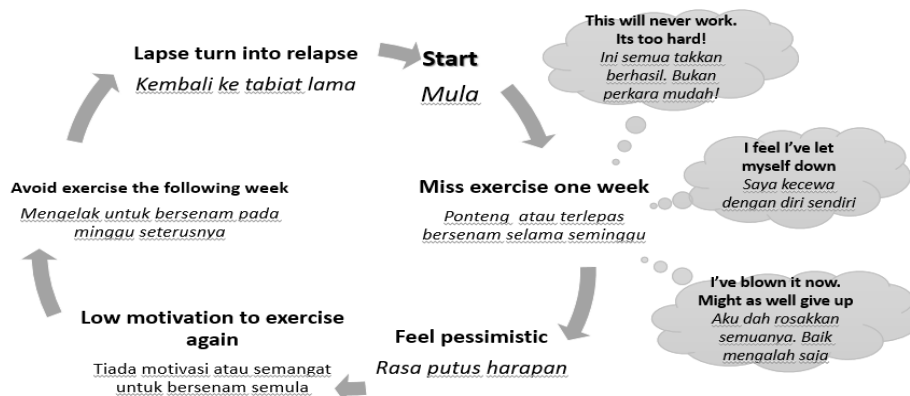 Start
Mula
This will never work.
Its too hard!
Ini semua takkan
berhasil. Bukan
perkara mudah!
I feel I've let
myself down
Saya kecewa
dengan diri sendiri
I've blown it now.
Might as well give up
Aku dah rosakkan
semuanya. Baik
mengalah saja
Miss exercise one week
Ponteng atau terlepas
bersenam selama seminggu
Feel pessimistic
Rasa putus harapan
Low motivation to exercise
again
Tiada motivasi atau semangat
untuk bersenam semula
Avoid exercise the following week
Mengelak untuk bersenam pada
minggu seterusnya
Lapse turn into relapse
Kembali ke tabiat lama